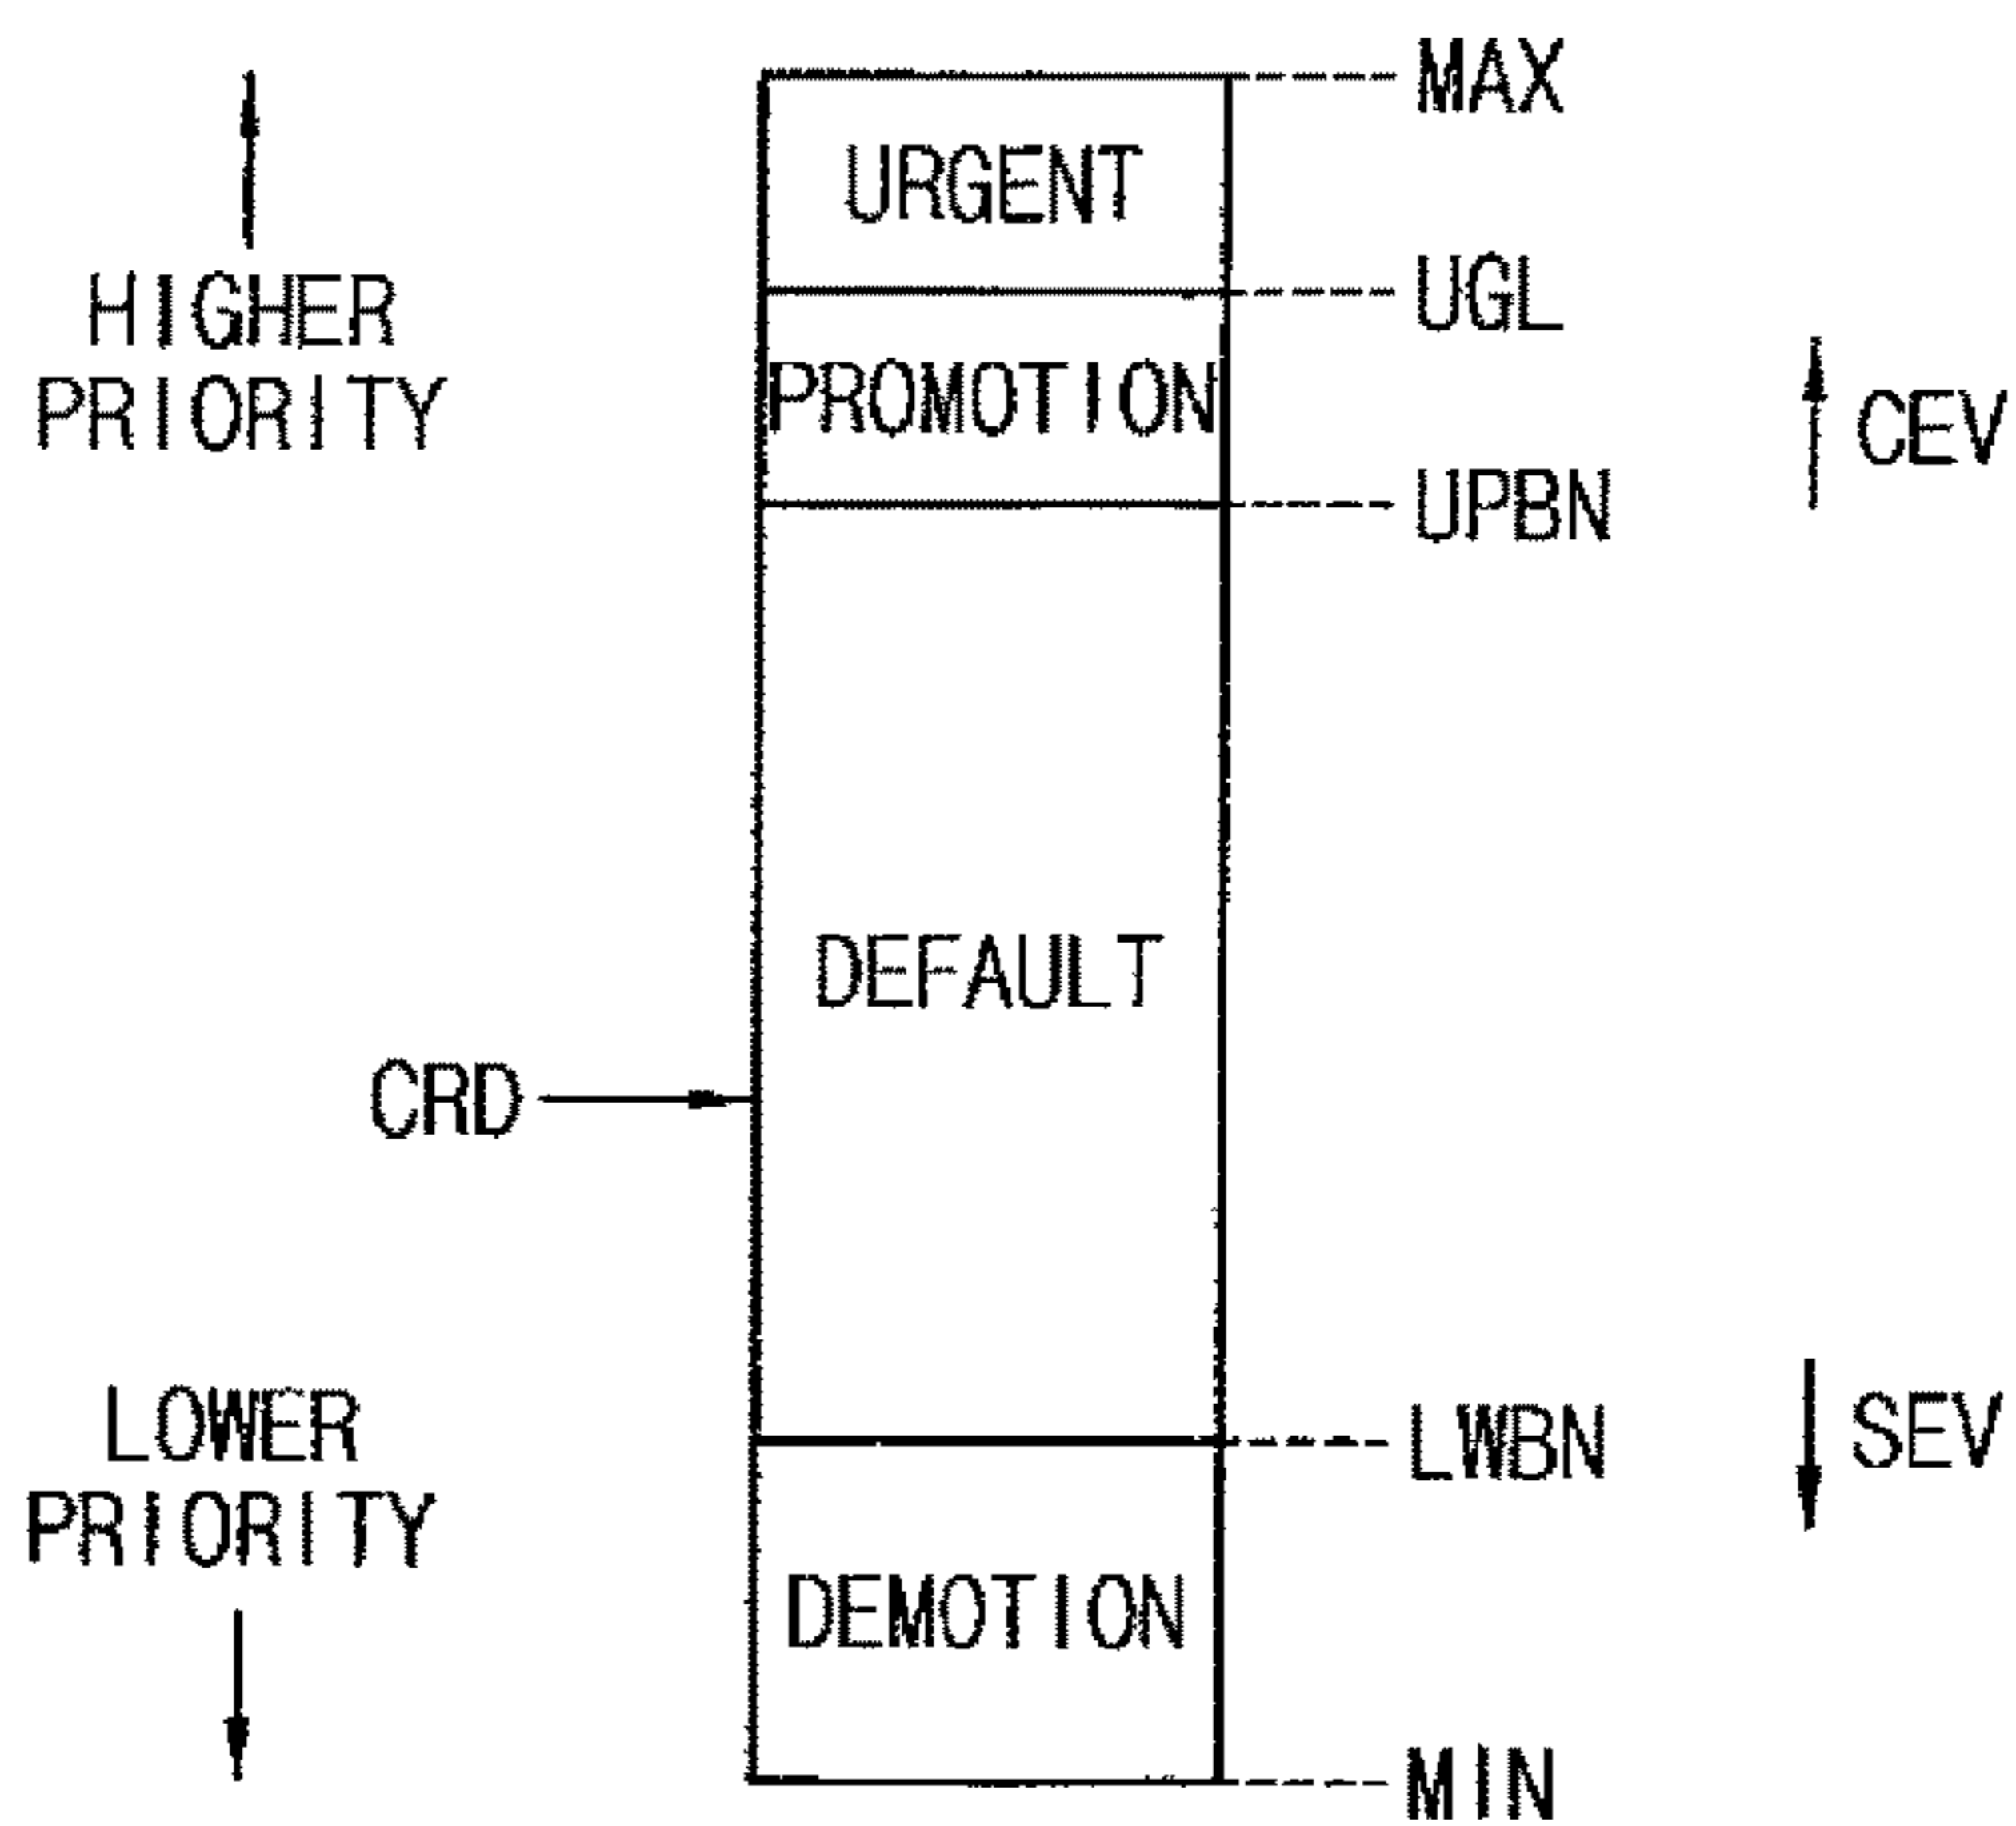 MAX
URGENT
UGL
HIGHER
PRIORITY
PROMOTION
CEV
UPBN
DEFAULT
CRD
LOWER
PRIORITY
LWBN
SEV
DEMOTION
MIN